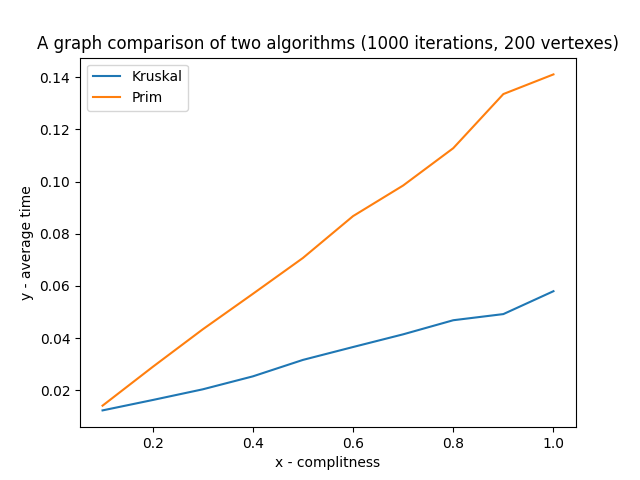 A graph comparison of two algorithms (1000 iterations, 200 vertexes)
Kruskal
Prim
0.14
0.12
0.10
0.08
0.06
0.04
0.02
y - average time
0.2 0.4 0.6 0.8 1.0
x - complitness